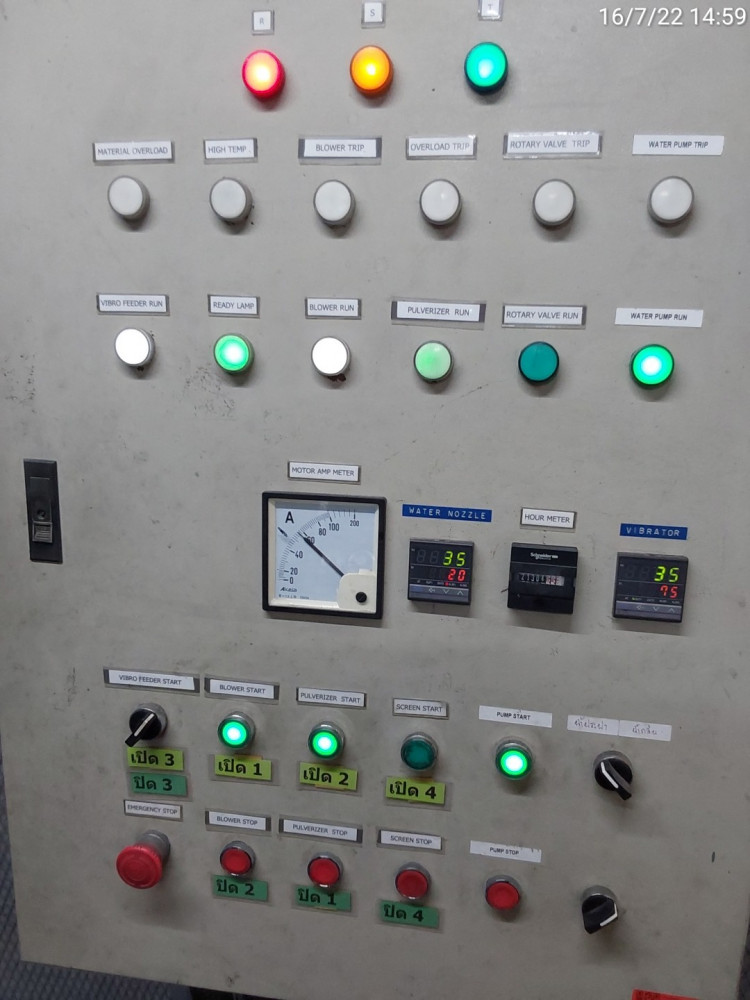 16/7/22 14:59
R
S
T
MATERIAL OVERLOAD
HIGH TEMP.
BLOWER TRIP
OVERLOAD TRIP
ROTARY VALVE TRIP
WATER PUMP TRIP
VIBRO FEEDER RUN
READY LAMP
BLOWER RUN
PULVERIZER RUN
ROTARY VALVE RUN
WATER PUMP RUN
MOTOR AMP METER
WATER NOZZLE
HOUR METER
VIBRATOR
A
0
20
40
60
80
100
200
35
20
Schneider
35
75
VIBRO FEEDER START
BLOWER START
PULVERIZER START
SCREEN START
PUMP START
เปิด 3
เปิด 1
เปิด 2
เปิด 4
ปิด 3
EMERGENCY STOP
BLOWER STOP
PULVERIZER STOP
SCREEN STOP
PUMP STOP
ปิด 2
ปิด 1
ปิด 4